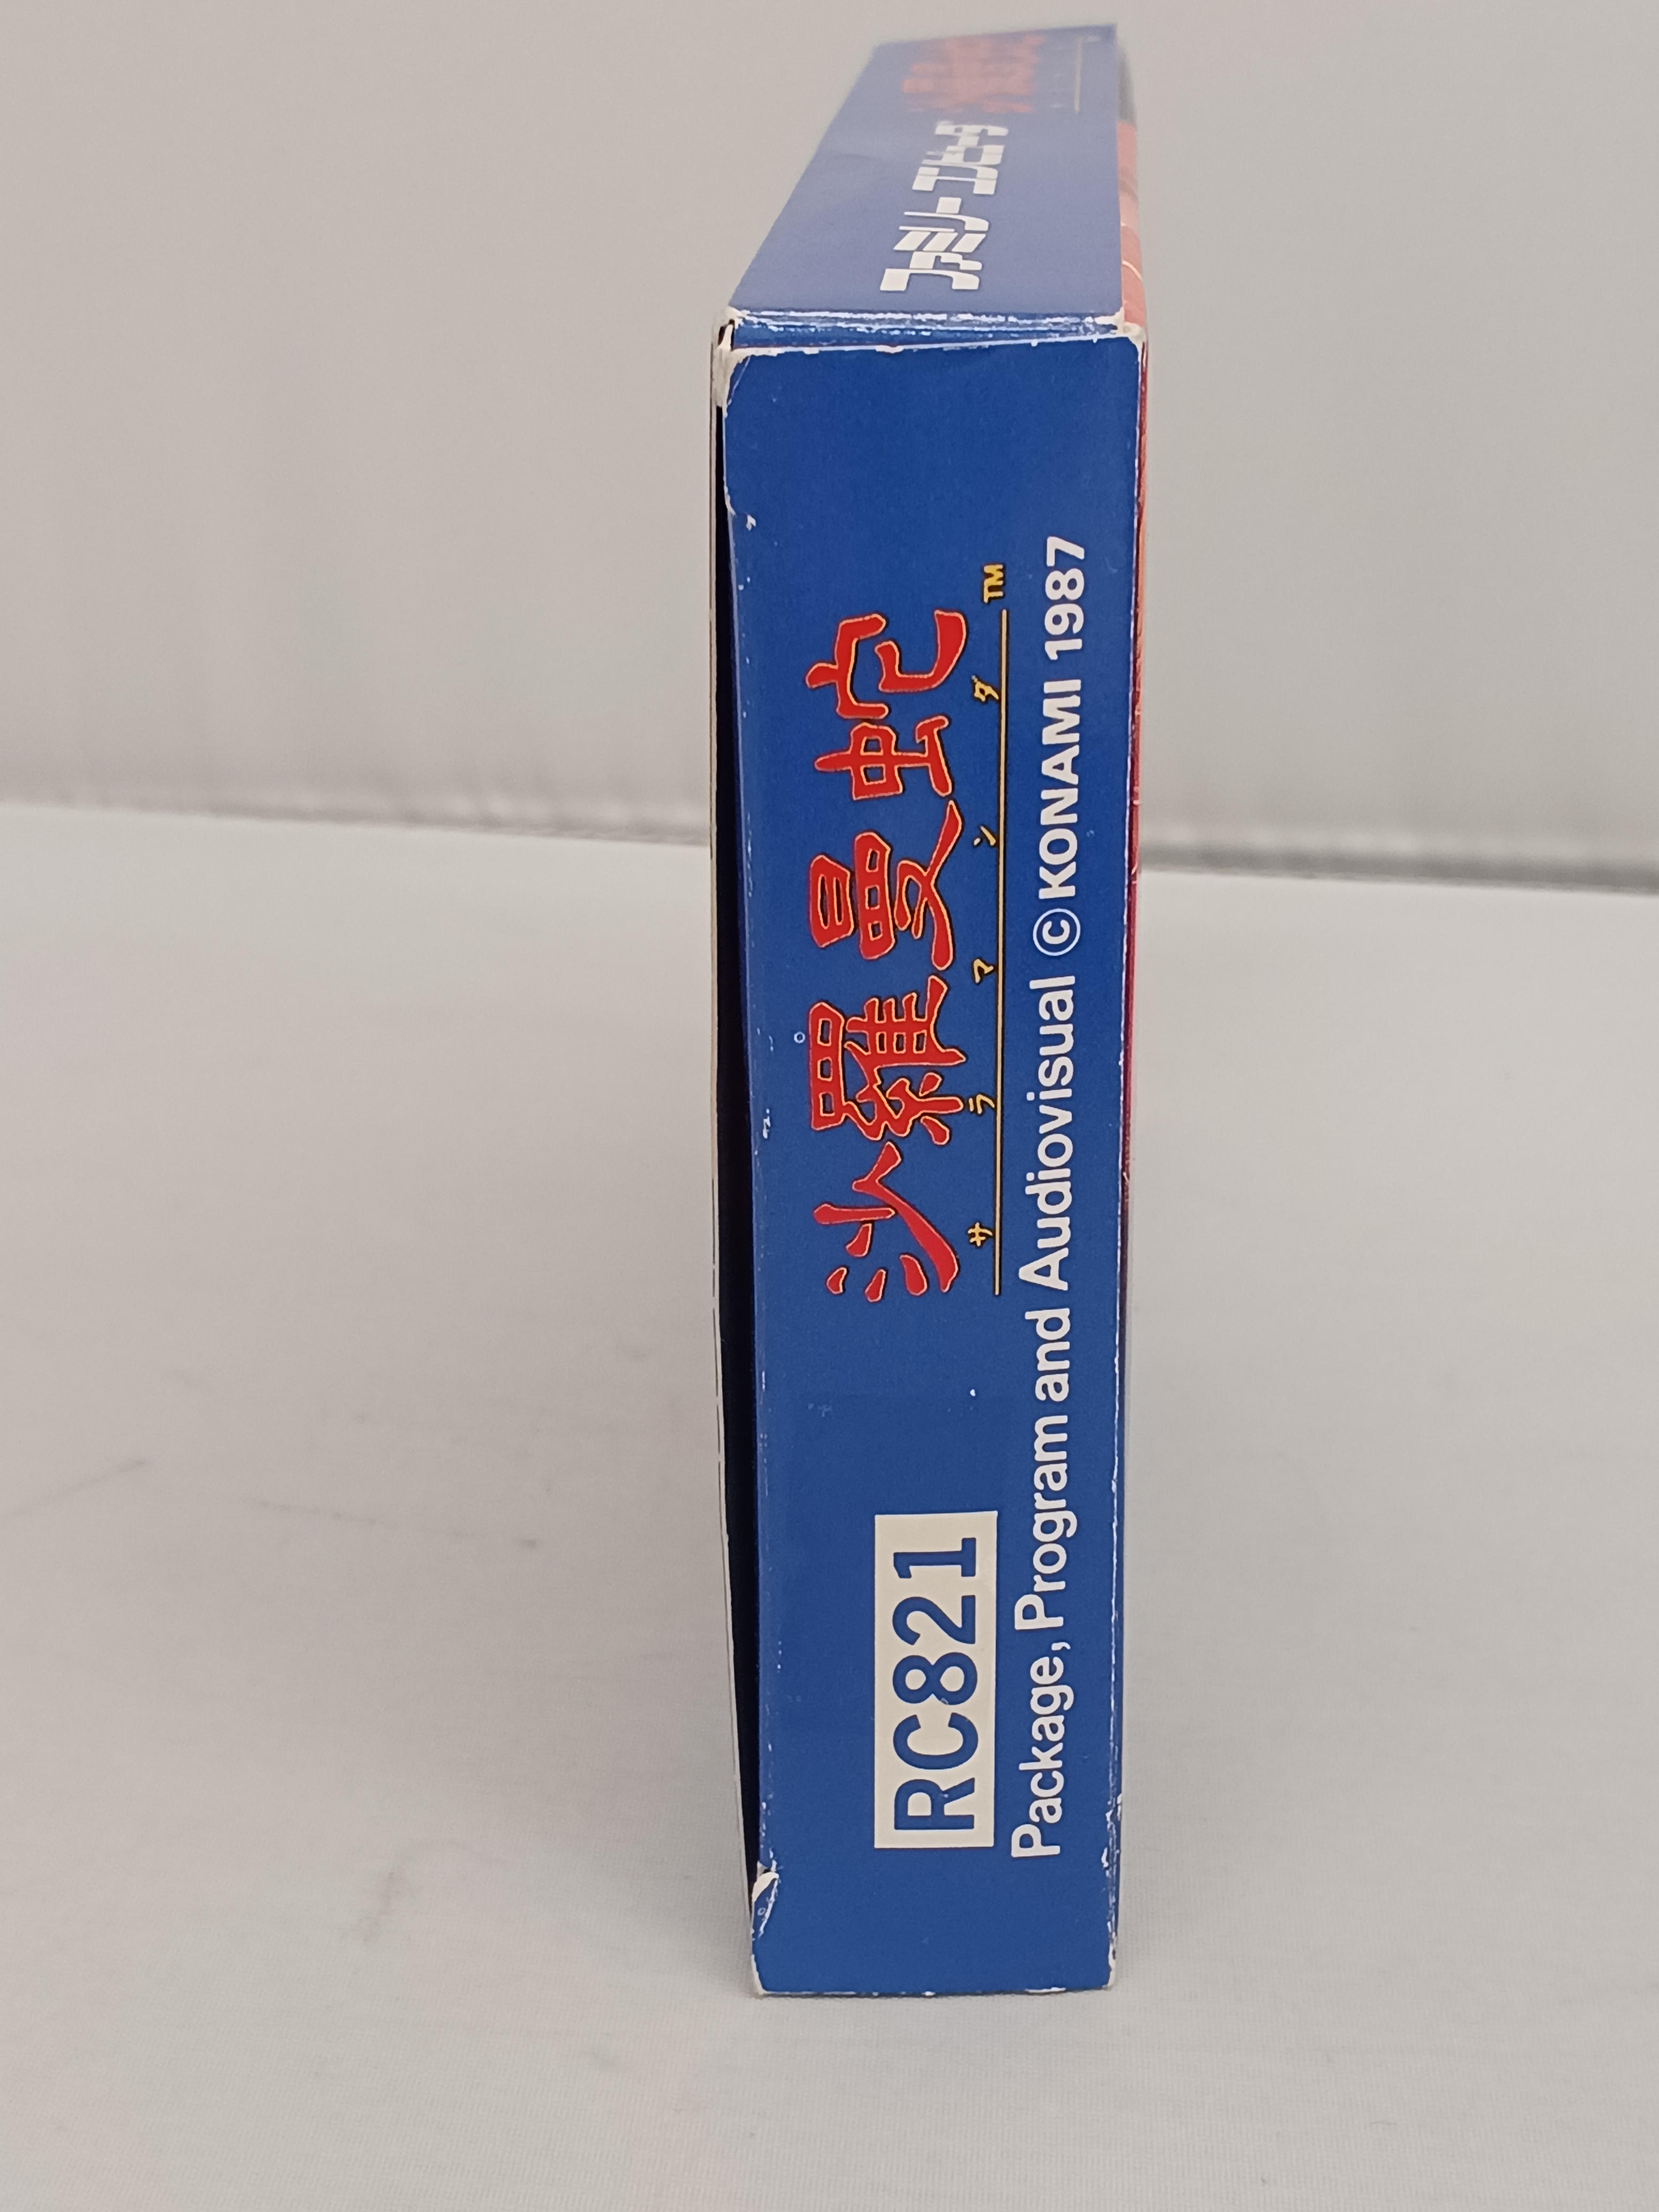 ファミリーコンピュータ
RC821
沙羅曼蛇 TM
サラマンダ
Package, Program and Audiovisual ©KONAMI 1987